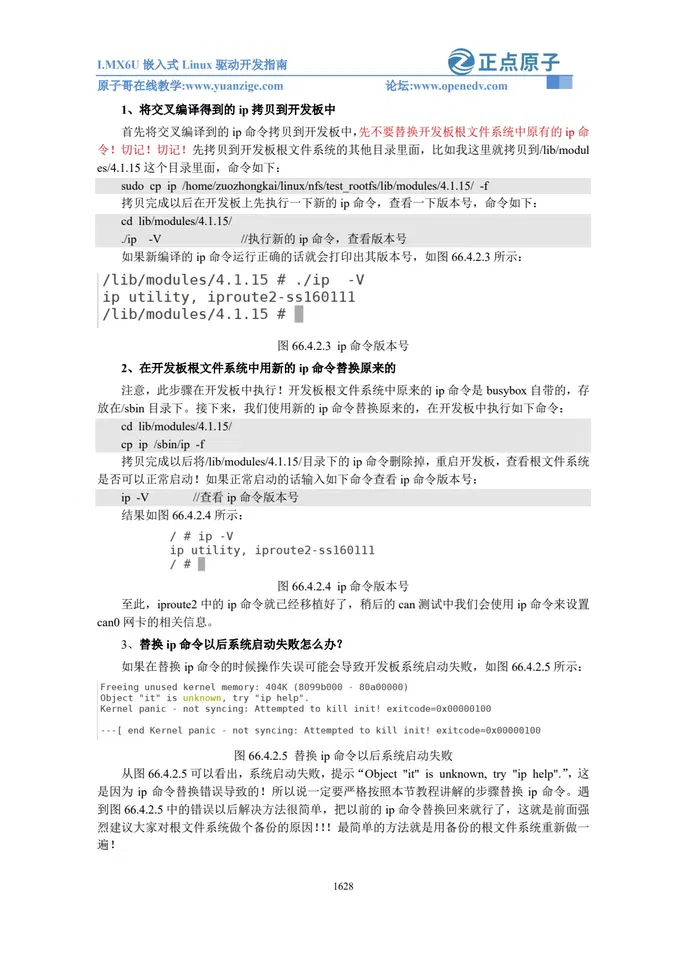 I.MX6U 嵌入式 Linux 驱动开发指南
正点原子
原子哥在线教学:www.yuanzige.com 论坛:www.openedv.com
1、将交叉编译得到的 ip 拷贝到开发板中
首先将交叉编译到的 ip 命令拷贝到开发板中，先不要替换开发板根文件系统中原有的 ip 命
令！切记！切记！先拷贝到开发板根文件系统的其他目录里面，比如我这里就拷贝到/lib/modul
es/4.1.15 这个目录里面，命令如下：
sudo cp ip /home/zuozhongkai/linux/nfs/test_rootfs/lib/modules/4.1.15/ -f
拷贝完成以后在开发板上先执行一下新的 ip 命令，查看一下版本号，命令如下：
cd lib/modules/4.1.15/
./ip -V //执行新的 ip 命令，查看版本号
如果新编译的 ip 命令运行正确的话就会打印出其版本号，如图 66.4.2.3 所示：
/lib/modules/4.1.15 # ./ip -V
ip utility, iproute2-ss160111
/lib/modules/4.1.15 #
图 66.4.2.3 ip 命令版本号
2、在开发板根文件系统中用新的 ip 命令替换原来的
注意，此步骤在开发板中执行！开发板根文件系统中原来的 ip 命令是 busybox 自带的，存
放在/sbin 目录下。接下来，我们使用新的 ip 命令替换原来的，在开发板中执行如下命令：
cd lib/modules/4.1.15/
cp ip /sbin/ip -f
拷贝完成以后将/lib/modules/4.1.15/目录下的 ip 命令删除掉，重启开发板，查看根文件系统
是否可以正常启动！如果正常启动的话输入如下命令查看 ip 命令版本号：
ip -V //查看 ip 命令版本号
结果如图 66.4.2.4 所示：
/ # ip -V
ip utility, iproute2-ss160111
/ #
图 66.4.2.4 ip 命令版本号
至此，iproute2 中的 ip 命令就已经移植好了，稍后的 can 测试中我们会使用 ip 命令来设置
can0 网卡的相关信息。
3、替换 ip 命令以后系统启动失败怎么办？
如果在替换 ip 命令的时候操作失误可能会导致开发板系统启动失败，如图 66.4.2.5 所示：
Freeing unused kernel memory: 404K (8099b000 - 80a00000)
Object "it" is unknown, try "ip help".
Kernel panic - not syncing: Attempted to kill init! exitcode=0x00000100
---[ end Kernel panic - not syncing: Attempted to kill init! exitcode=0x00000100
图 66.4.2.5 替换 ip 命令以后系统启动失败
从图 66.4.2.5 可以看出，系统启动失败，提示“Object "it" is unknown, try "ip help".”，这
是因为 ip 命令替换错误导致的！所以说一定要严格按照本节教程讲解的步骤替换 ip 命令。遇
到图 66.4.2.5 中的错误以后解决方法很简单，把以前的 ip 命令替换回来就行了，这就是前面强
烈建议大家对根文件系统做个备份的原因！！！最简单的方法就是用备份的根文件系统重新做一
遍！
1628